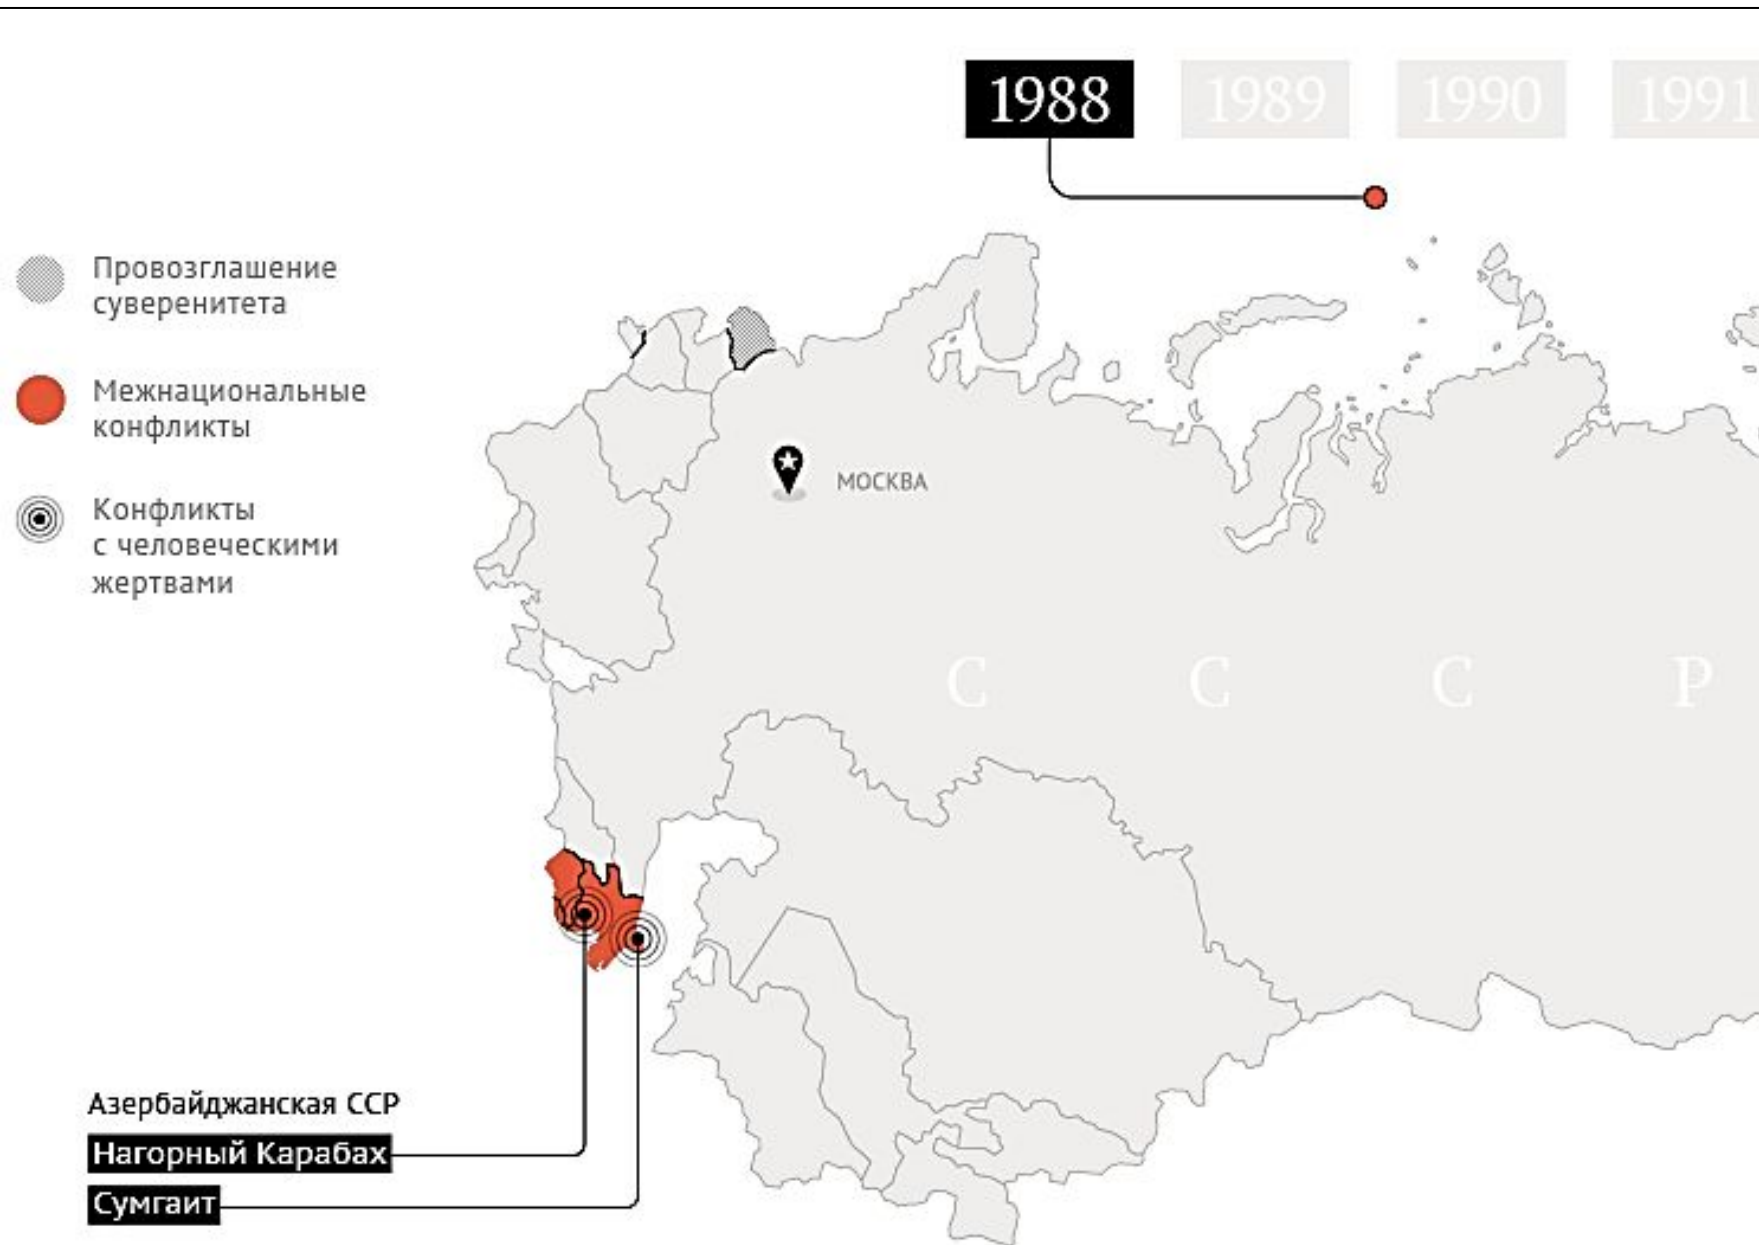 1988 1989 1990 1991
Провозглашение
суверенитета
Межнациональные
конфликты
Конфликты
с человеческими
жертвами
МОСКВА
С С С Р
Азербайджанская ССР
Нагорный Карабах
Сумгаит